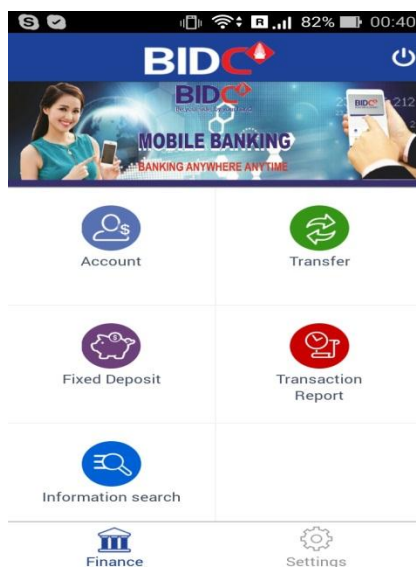 R 82% 00:40
BIDC
BIDC
MOBILE BANKING
BANKING ANYWHERE ANYTIME
BIDC
Account
Transfer
Fixed Deposit
Transaction
Report
Information search
Finance
Settings